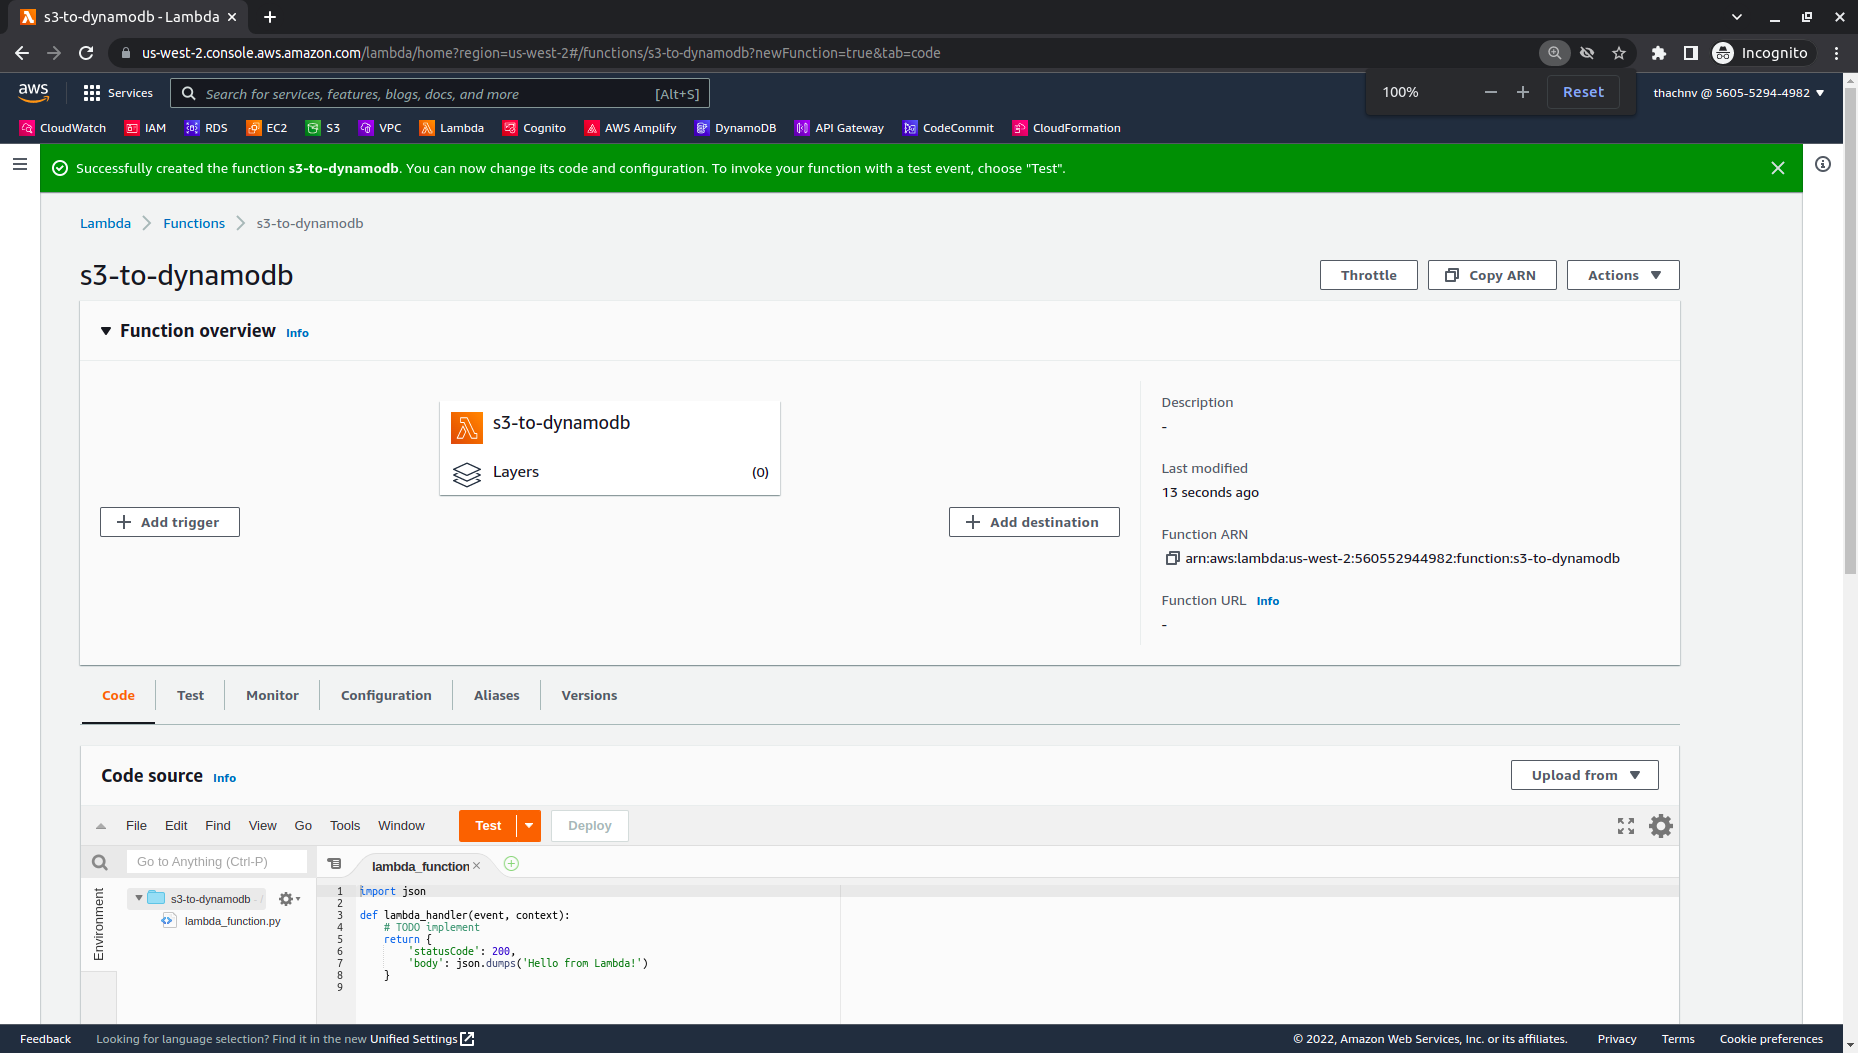 s3-to-dynamodb - Lambda
us-west-2.console.aws.amazon.com/lambda/home?region=us-west-2#/functions/s3-to-dynamodb?newFunction=true&tab=code
Incognito
aws
Services
Search for services, features, blogs, docs, and more
[Alt+S]
100%
Reset
thachnv @ 5605-5294-4982
CloudWatch
IAM
RDS
EC2
S3
VPC
Lambda
Cognito
AWS Amplify
DynamoDB
API Gateway
CodeCommit
CloudFormation
Successfully created the function s3-to-dynamodb. You can now change its code and configuration. To invoke your function with a test event, choose "Test".
Lambda
Functions
s3-to-dynamodb
s3-to-dynamodb
Throttle
Copy ARN
Actions
Function overview Info
s3-to-dynamodb
Layers
(0)
Add trigger
Add destination
Description
-
Last modified
13 seconds ago
Function ARN
arn:aws:lambda:us-west-2:560552944982:function:s3-to-dynamodb
Function URL Info
-
Code
Test
Monitor
Configuration
Aliases
Versions
Code source Info
Upload from
File
Edit
Find
View
Go
Tools
Window
Test
Deploy
Go to Anything (Ctrl-P)
lambda_function
Environment
s3-to-dynamodb - /
lambda_function.py
1 import json
2
3 def lambda_handler(event, context):
4 # TODO implement
5 return {
6 'statusCode': 200,
7 'body': json.dumps('Hello from Lambda!')
8 }
9
Feedback
Looking for language selection? Find it in the new Unified Settings
© 2022, Amazon Web Services, Inc. or its affiliates.
Privacy
Terms
Cookie preferences